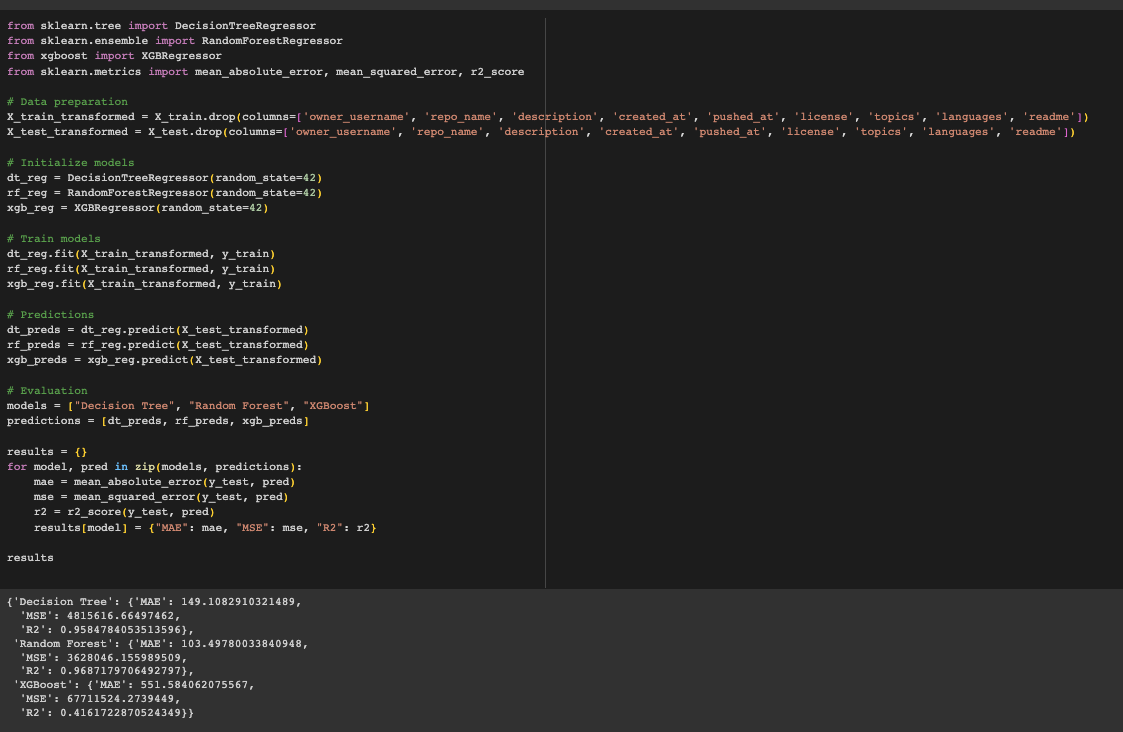 from sklearn.tree import DecisionTreeRegressor
from sklearn.ensemble import RandomForestRegressor
from xgboost import XGBRegressor
from sklearn.metrics import mean_absolute_error, mean_squared_error, r2_score

# Data preparation
X_train_transformed = X_train.drop(columns=['owner_username', 'repo_name', 'description', 'created_at', 'pushed_at', 'license', 'topics', 'languages', 'readme'])
X_test_transformed = X_test.drop(columns=['owner_username', 'repo_name', 'description', 'created_at', 'pushed_at', 'license', 'topics', 'languages', 'readme'])

# Initialize models
dt_reg = DecisionTreeRegressor(random_state=42)
rf_reg = RandomForestRegressor(random_state=42)
xgb_reg = XGBRegressor(random_state=42)

# Train models
dt_reg.fit(X_train_transformed, y_train)
rf_reg.fit(X_train_transformed, y_train)
xgb_reg.fit(X_train_transformed, y_train)

# Predictions
dt_preds = dt_reg.predict(X_test_transformed)
rf_preds = rf_reg.predict(X_test_transformed)
xgb_preds = xgb_reg.predict(X_test_transformed)

# Evaluation
models = ["Decision Tree", "Random Forest", "XGBoost"]
predictions = [dt_preds, rf_preds, xgb_preds]

results = {}
for model, pred in zip(models, predictions):
    mae = mean_absolute_error(y_test, pred)
    mse = mean_squared_error(y_test, pred)
    r2 = r2_score(y_test, pred)
    results[model] = {"MAE": mae, "MSE": mse, "R2": r2}

results

{'Decision Tree': {'MAE': 149.1082910321489,
  'MSE': 4815616.66497462,
  'R2': 0.9584784053513596},
 'Random Forest': {'MAE': 103.49780033840948,
  'MSE': 3628046.155989509,
  'R2': 0.9687179706492797},
 'XGBoost': {'MAE': 551.584062075567,
  'MSE': 67711524.2739449,
  'R2': 0.4161722870524349}}